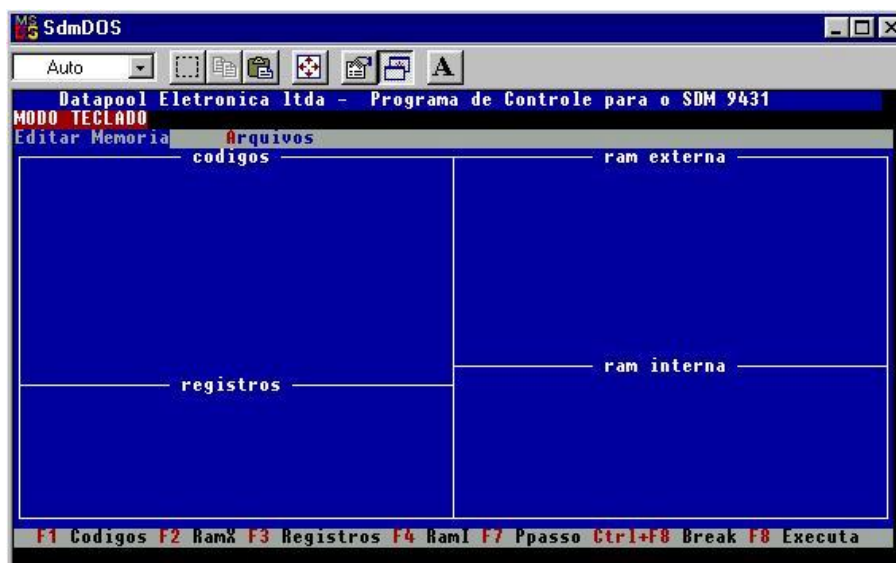 SdmDOS
Auto
A
Datapool Eletronica ltda - Programa de Controle para o SDM 9431
MODO TECLADO
Editar Memoria Arquivos
codigos
ram externa
registros
ram interna
F1 Codigos F2 RamX F3 Registros F4 RamI F7 Ppasso Ctrl+F8 Break F8 Executa